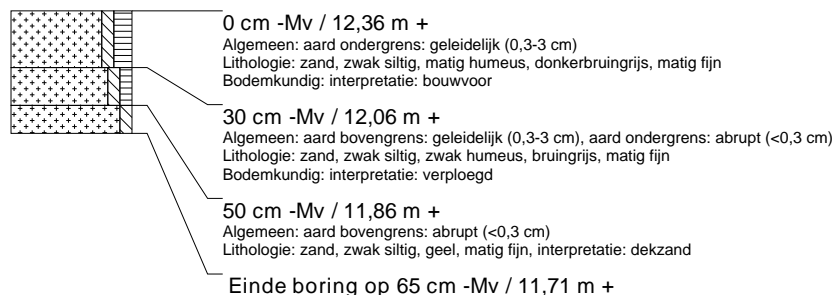 0 cm -Mv / 12,36 m +
Algemeen: aard ondergrens: geleidelijk (0,3-3 cm)
Lithologie: zand, zwak siltig, matig humeus, donkerbruingrijs, matig fijn
Bodemkundig: interpretatie: bouwvoor
30 cm -Mv / 12,06 m +
Algemeen: aard bovengrens: geleidelijk (0,3-3 cm), aard ondergrens: abrupt (<0,3 cm)
Lithologie: zand, zwak siltig, zwak humeus, bruingrijs, matig fijn
Bodemkundig: interpretatie: verploegd
50 cm -Mv / 11,86 m +
Algemeen: aard bovengrens: abrupt (<0,3 cm)
Lithologie: zand, zwak siltig, geel, matig fijn, interpretatie: dekzand
Einde boring op 65 cm -Mv / 11,71 m +